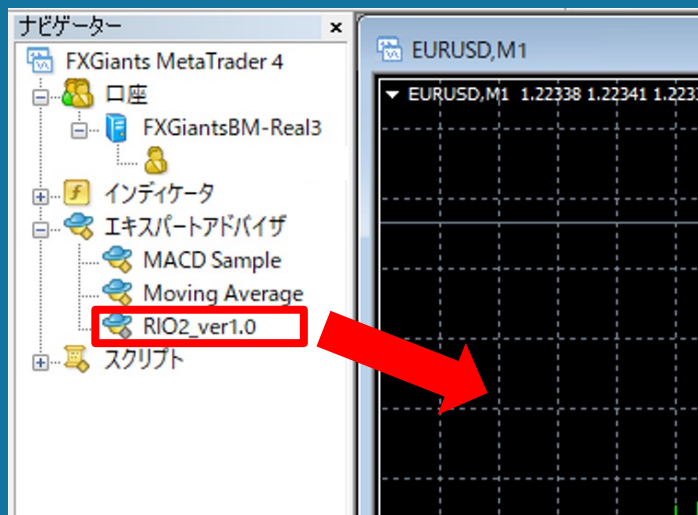 ナビゲーター
FXGiants MetaTrader 4
口座
FXGiantsBM-Real3
インディケータ
エキスパートアドバイザ
MACD Sample
Moving Average
RIO2_ver1.0
スクリプト
EURUSD,M1
EURUSD,M1 1.22338 1.22341 1.2233